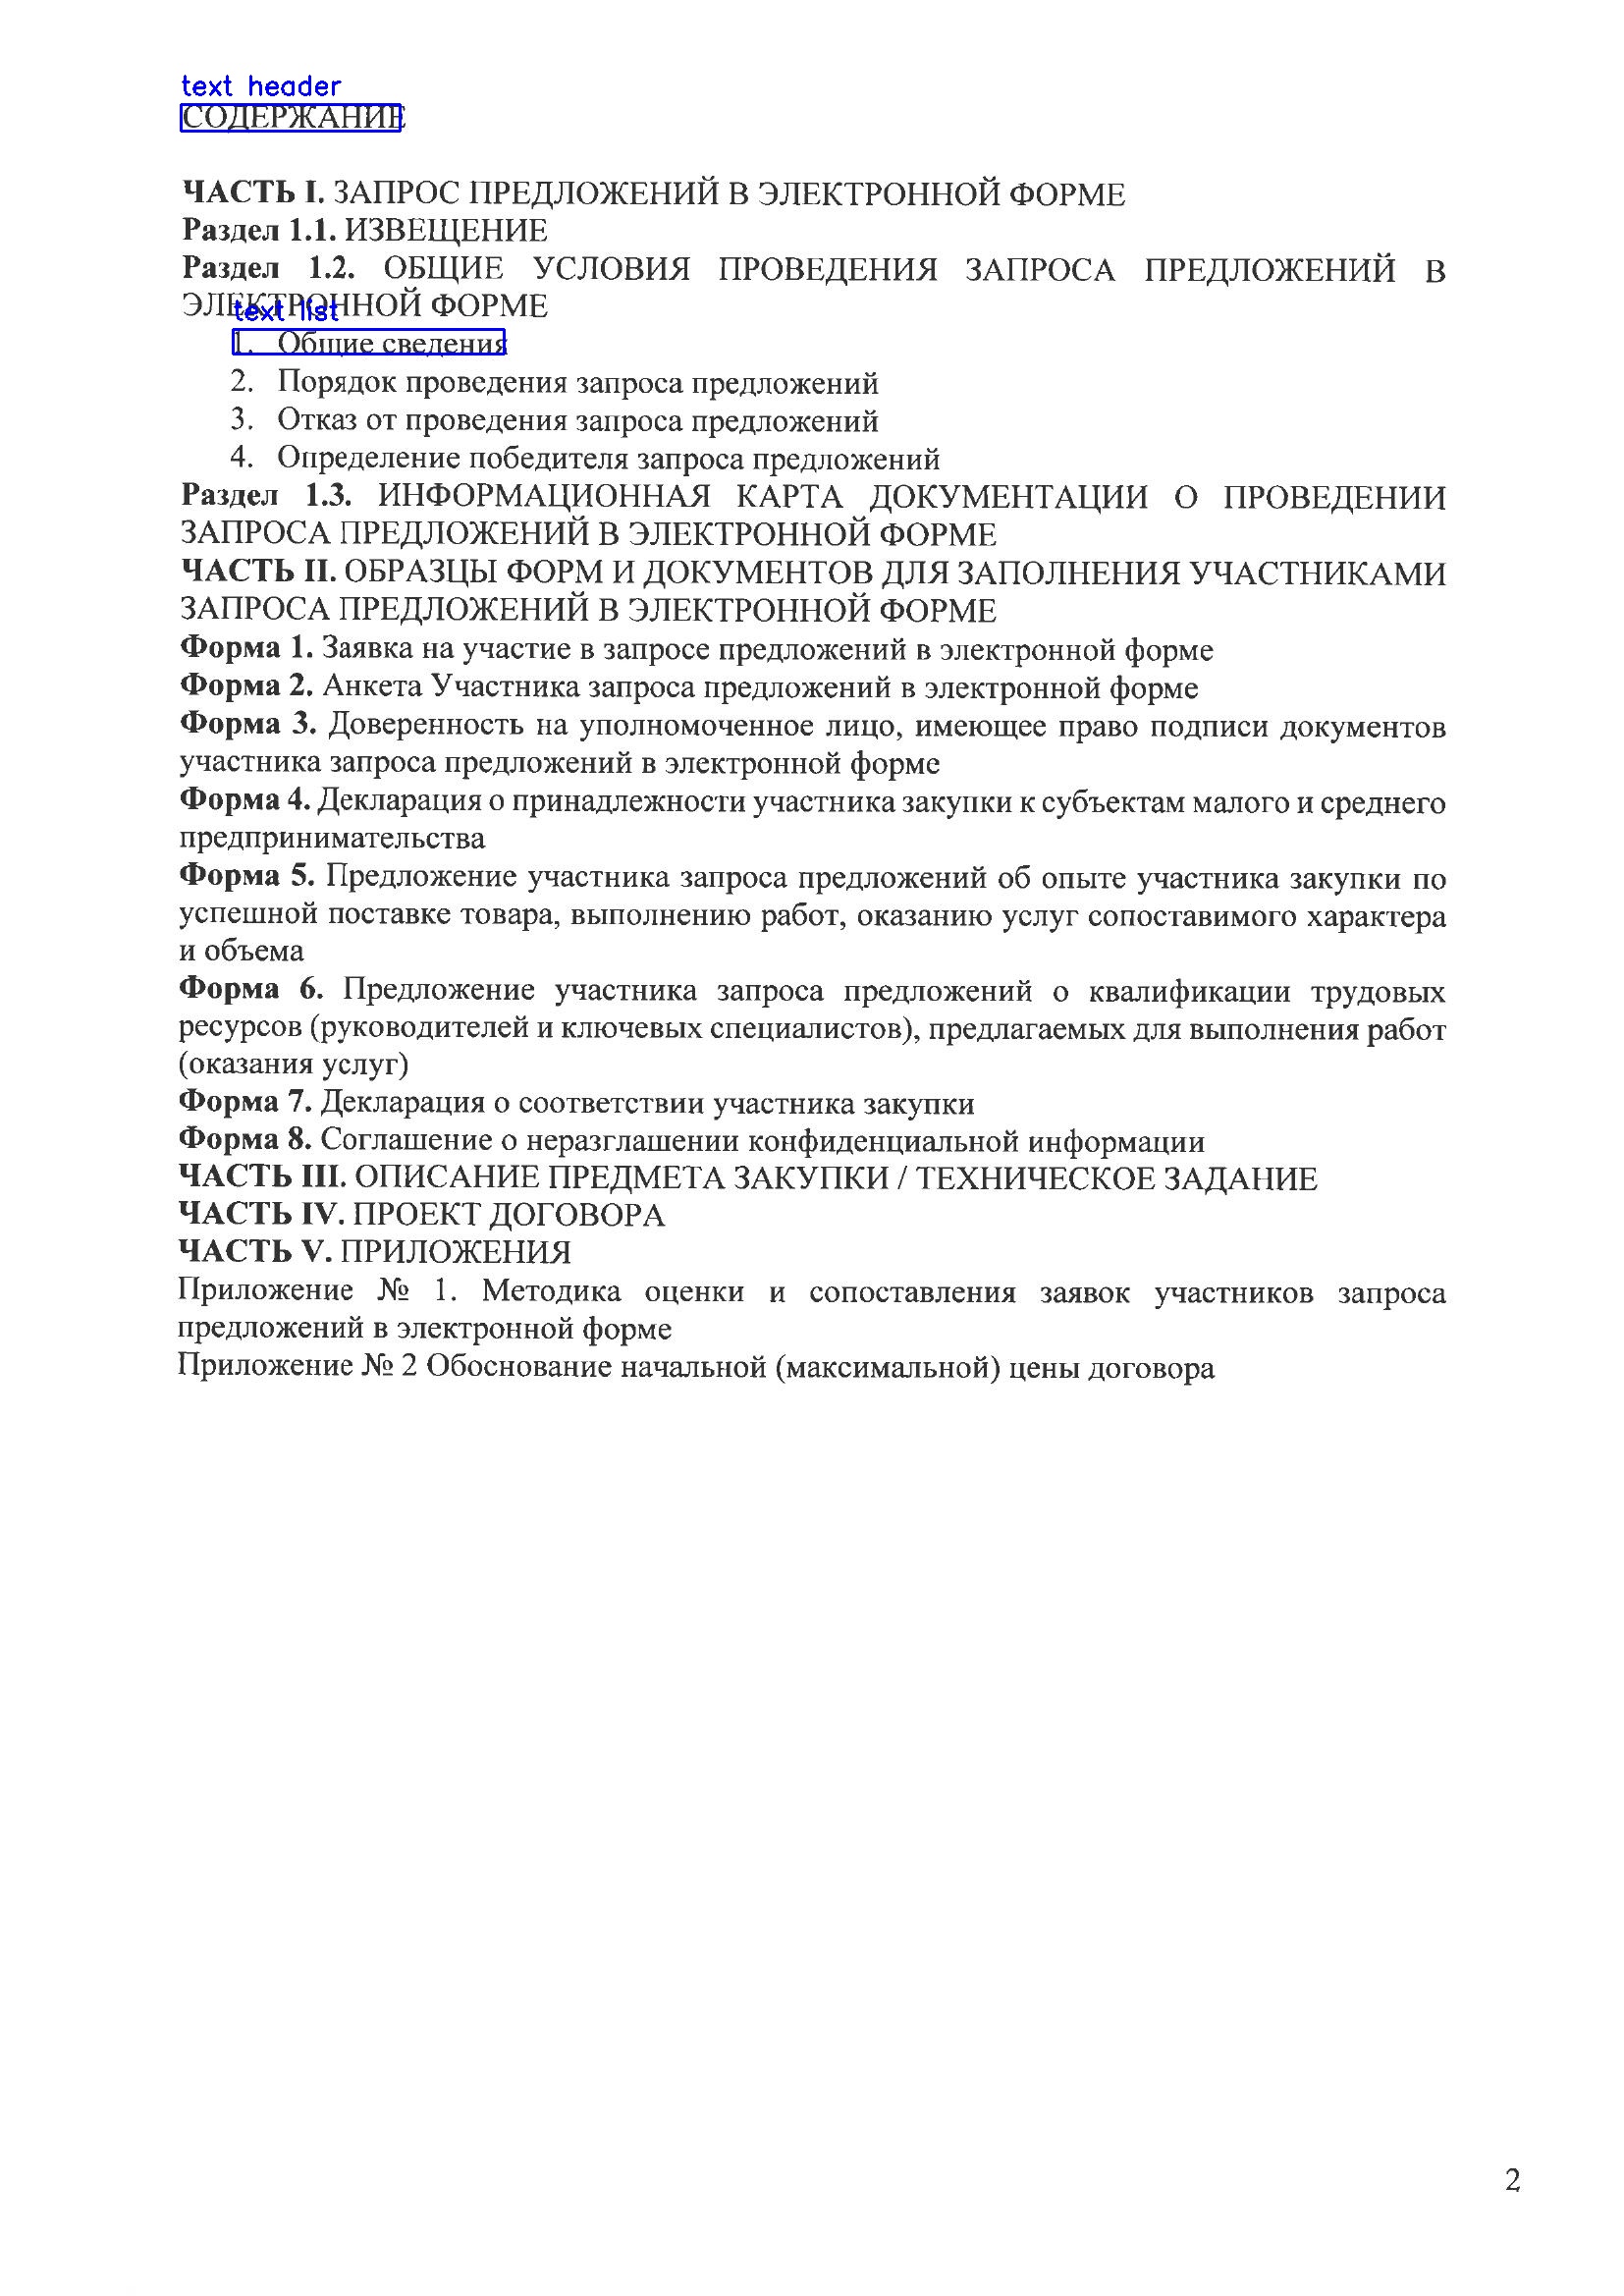 text header
СОДЕРЖАНИЕ
ЧАСТЬ I. ЗАПРОС ПРЕДЛОЖЕНИЙ В ЭЛЕКТРОННОЙ ФОРМЕ
Раздел 1.1. ИЗВЕЩЕНИЕ
Раздел 1.2. ОБЩИЕ УСЛОВИЯ ПРОВЕДЕНИЯ ЗАПРОСА ПРЕДЛОЖЕНИЙ В
ЭЛЕКТРОННОЙ ФОРМЕ
text list
1. Общие сведения
2. Порядок проведения запроса предложений
3. Отказ от проведения запроса предложений
4. Определение победителя запроса предложений
Раздел 1.3. ИНФОРМАЦИОННАЯ КАРТА ДОКУМЕНТАЦИИ О ПРОВЕДЕНИИ
ЗАПРОСА ПРЕДЛОЖЕНИЙ В ЭЛЕКТРОННОЙ ФОРМЕ
ЧАСТЬ II. ОБРАЗЦЫ ФОРМ И ДОКУМЕНТОВ ДЛЯ ЗАПОЛНЕНИЯ УЧАСТНИКАМИ
ЗАПРОСА ПРЕДЛОЖЕНИЙ В ЭЛЕКТРОННОЙ ФОРМЕ
Форма 1. Заявка на участие в запросе предложений в электронной форме
Форма 2. Анкета Участника запроса предложений в электронной форме
Форма 3. Доверенность на уполномоченное лицо, имеющее право подписи документов
участника запроса предложений в электронной форме
Форма 4. Декларация о принадлежности участника закупки к субъектам малого и среднего
предпринимательства
Форма 5. Предложение участника запроса предложений об опыте участника закупки по
успешной поставке товара, выполнению работ, оказанию услуг сопоставимого характера
и объема
Форма 6. Предложение участника запроса предложений о квалификации трудовых
ресурсов (руководителей и ключевых специалистов), предлагаемых для выполнения работ
(оказания услуг)
Форма 7. Декларация о соответствии участника закупки
Форма 8. Соглашение о неразглашении конфиденциальной информации
ЧАСТЬ III. ОПИСАНИЕ ПРЕДМЕТА ЗАКУПКИ / ТЕХНИЧЕСКОЕ ЗАДАНИЕ
ЧАСТЬ IV. ПРОЕКТ ДОГОВОРА
ЧАСТЬ V. ПРИЛОЖЕНИЯ
Приложение № 1. Методика оценки и сопоставления заявок участников запроса
предложений в электронной форме
Приложение № 2 Обоснование начальной (максимальной) цены договора
2